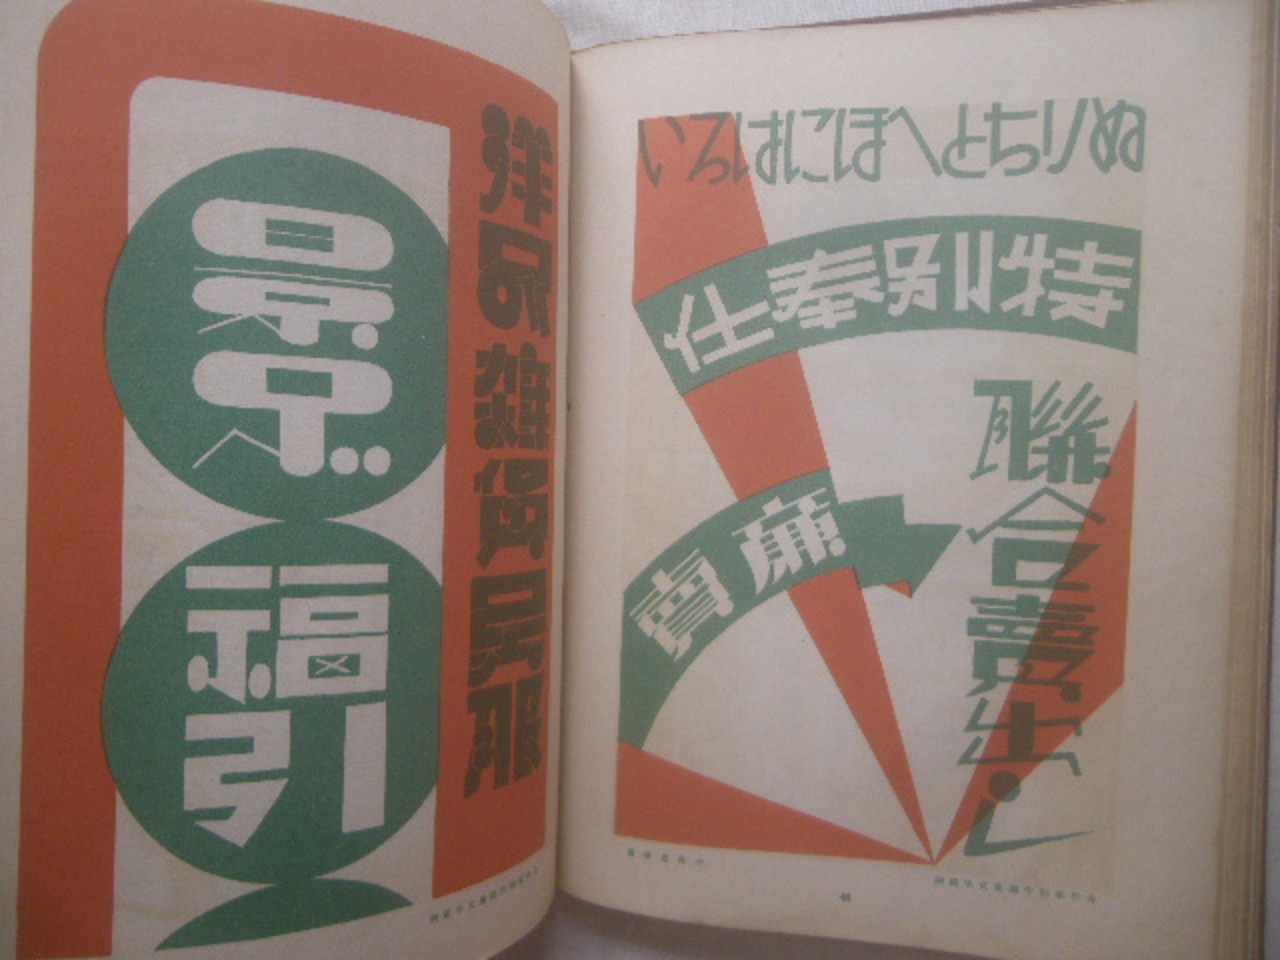 洋品雑貨呉服
景品
福引
いろはにほへとちりぬ
特別奉仕
廉賣
聯合賣出し